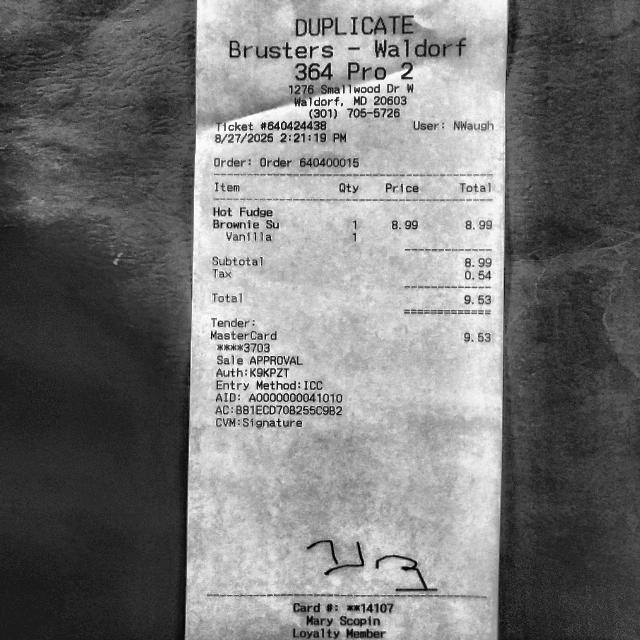 DUPLICATE
Brusters - Waldorf
364 Pro 2
1276 Smallwood Dr W
Waldorf, MD 20603
(301) 705-5726
Ticket #640424438 User: NWaugh
8/27/2025 2:21:19 PM
Order: Order 640400015
Item Qty Price Total
Hot Fudge
Brownie Su 1 8.99 8.99
Vanilla 1
Subtotal 8.99
Tax 0.54
Total 9.53
Tender:
MasterCard 9.53
****3703
Sale APPROVAL
Auth:K9KPZT
Entry Method:ICC
AID: A0000000041010
AC:B81ECD70B255C9B2
CVM:Signature
Card #: **14107
Mary Scopin
Loyalty Member